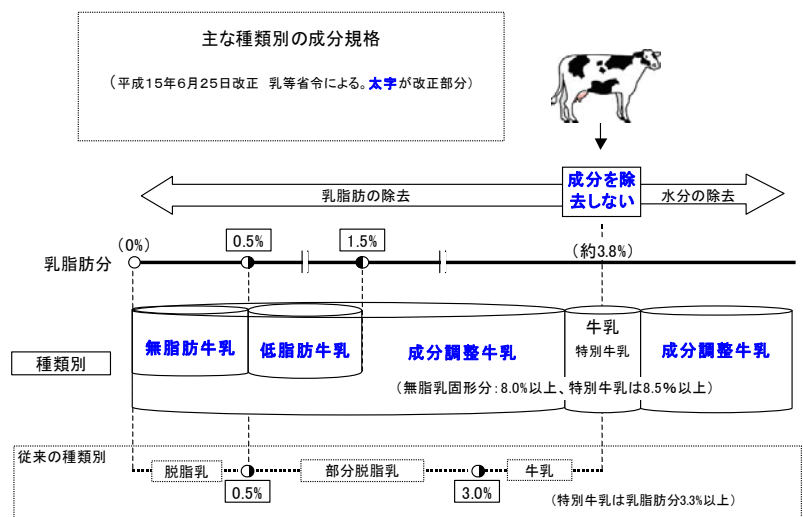 主な種類別の成分規格
（平成15年6月25日改正　乳等省令による。太字が改正部分）
成分を除
去しない
乳脂肪の除去
水分の除去
（0%）
0.5%
1.5%
（約3.8%）
乳脂肪分
種類別
無脂肪牛乳
低脂肪牛乳
成分調整牛乳
牛乳
特別牛乳
成分調整牛乳
（無脂乳固形分：8.0%以上、特別牛乳は8.5%以上）
従来の種類別
脱脂乳
部分脱脂乳
牛乳
0.5%
3.0%
（特別牛乳は乳脂肪分3.3%以上）